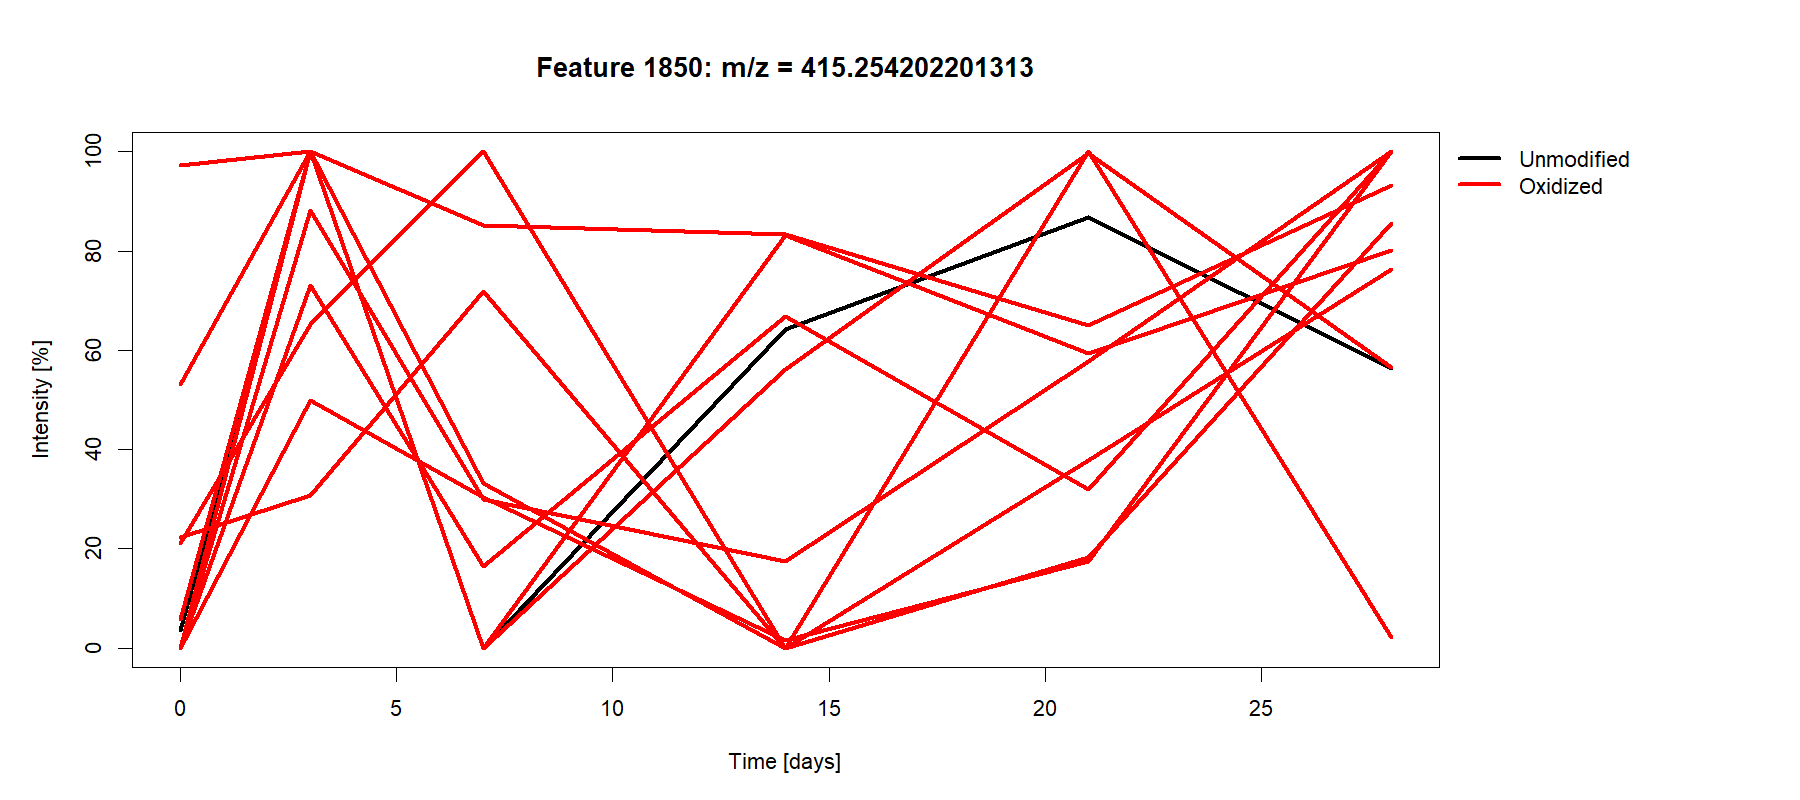 Feature 1850: m/z = 415.254202201313
Unmodified
Oxidized
Intensity [%]
100
80
60
40
20
0
0 5 10 15 20 25
Time [days]